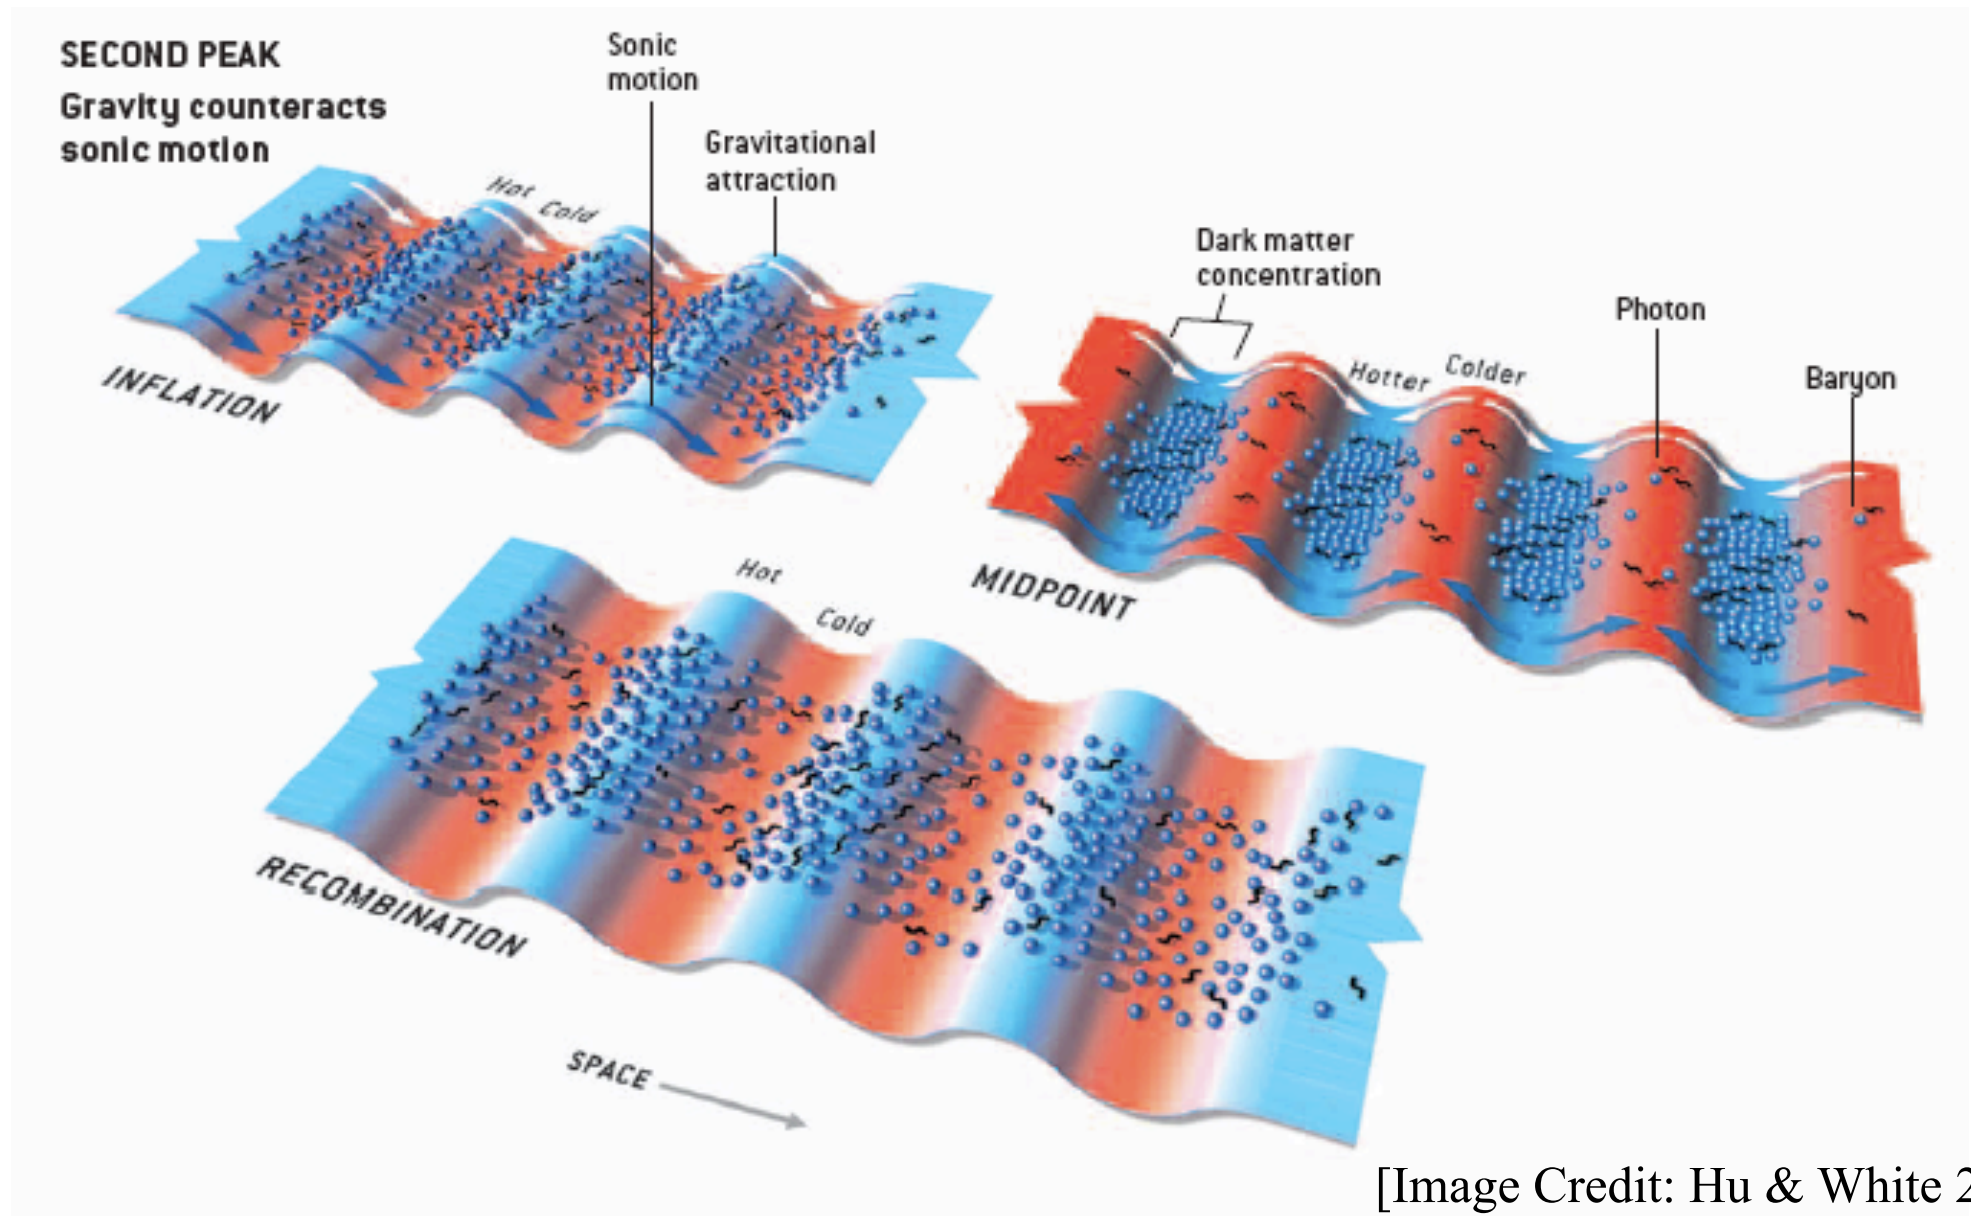 SECOND PEAK
Gravity counteracts
sonic motion
Sonic
motion
Gravitational
attraction
Hot
Cold
INFLATION
Dark matter
concentration
Photon
Baryon
Hotter
Colder
MIDPOINT
Hot
Cold
RECOMBINATION
SPACE
[Image Credit: Hu & White 2